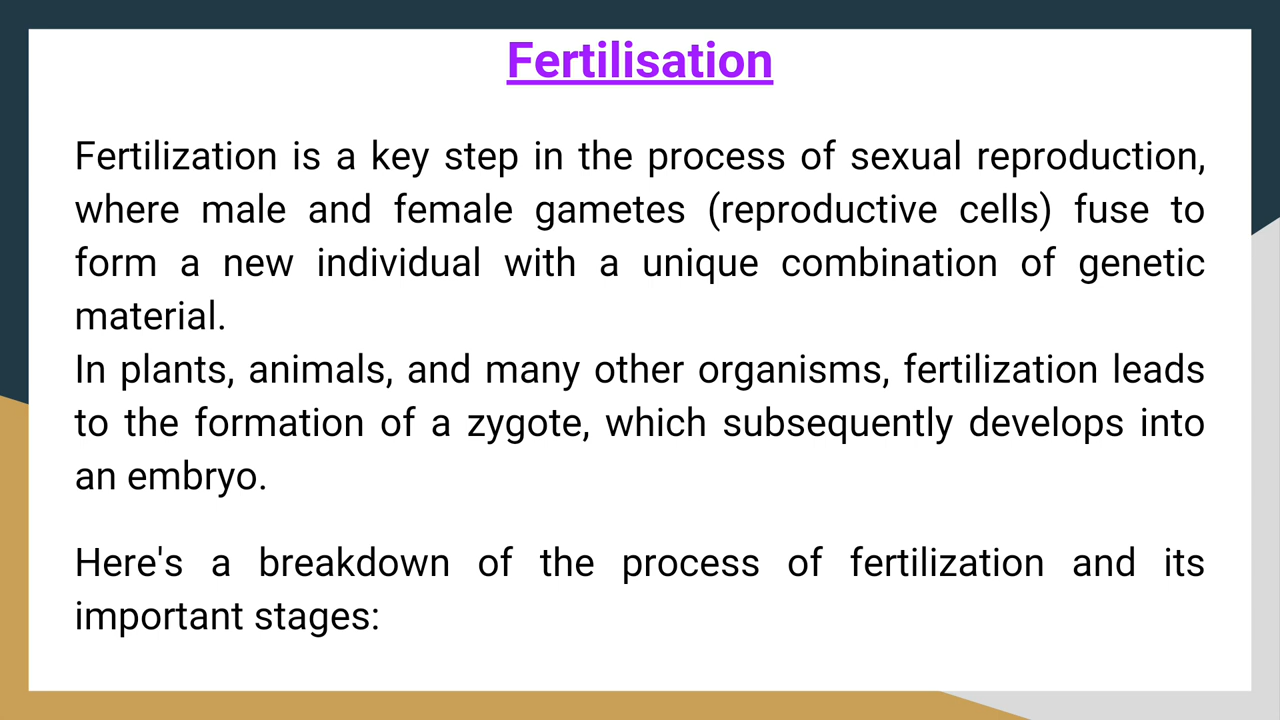 Fertilisation
Fertilization is a key step in the process of sexual reproduction,
where male and female gametes (reproductive cells) fuse to
form a new individual with a unique combination of genetic
material.
In plants, animals, and many other organisms, fertilization leads
to the formation of a zygote, which subsequently develops into
an embryo.
Here's a breakdown of the process of fertilization and its
important stages: